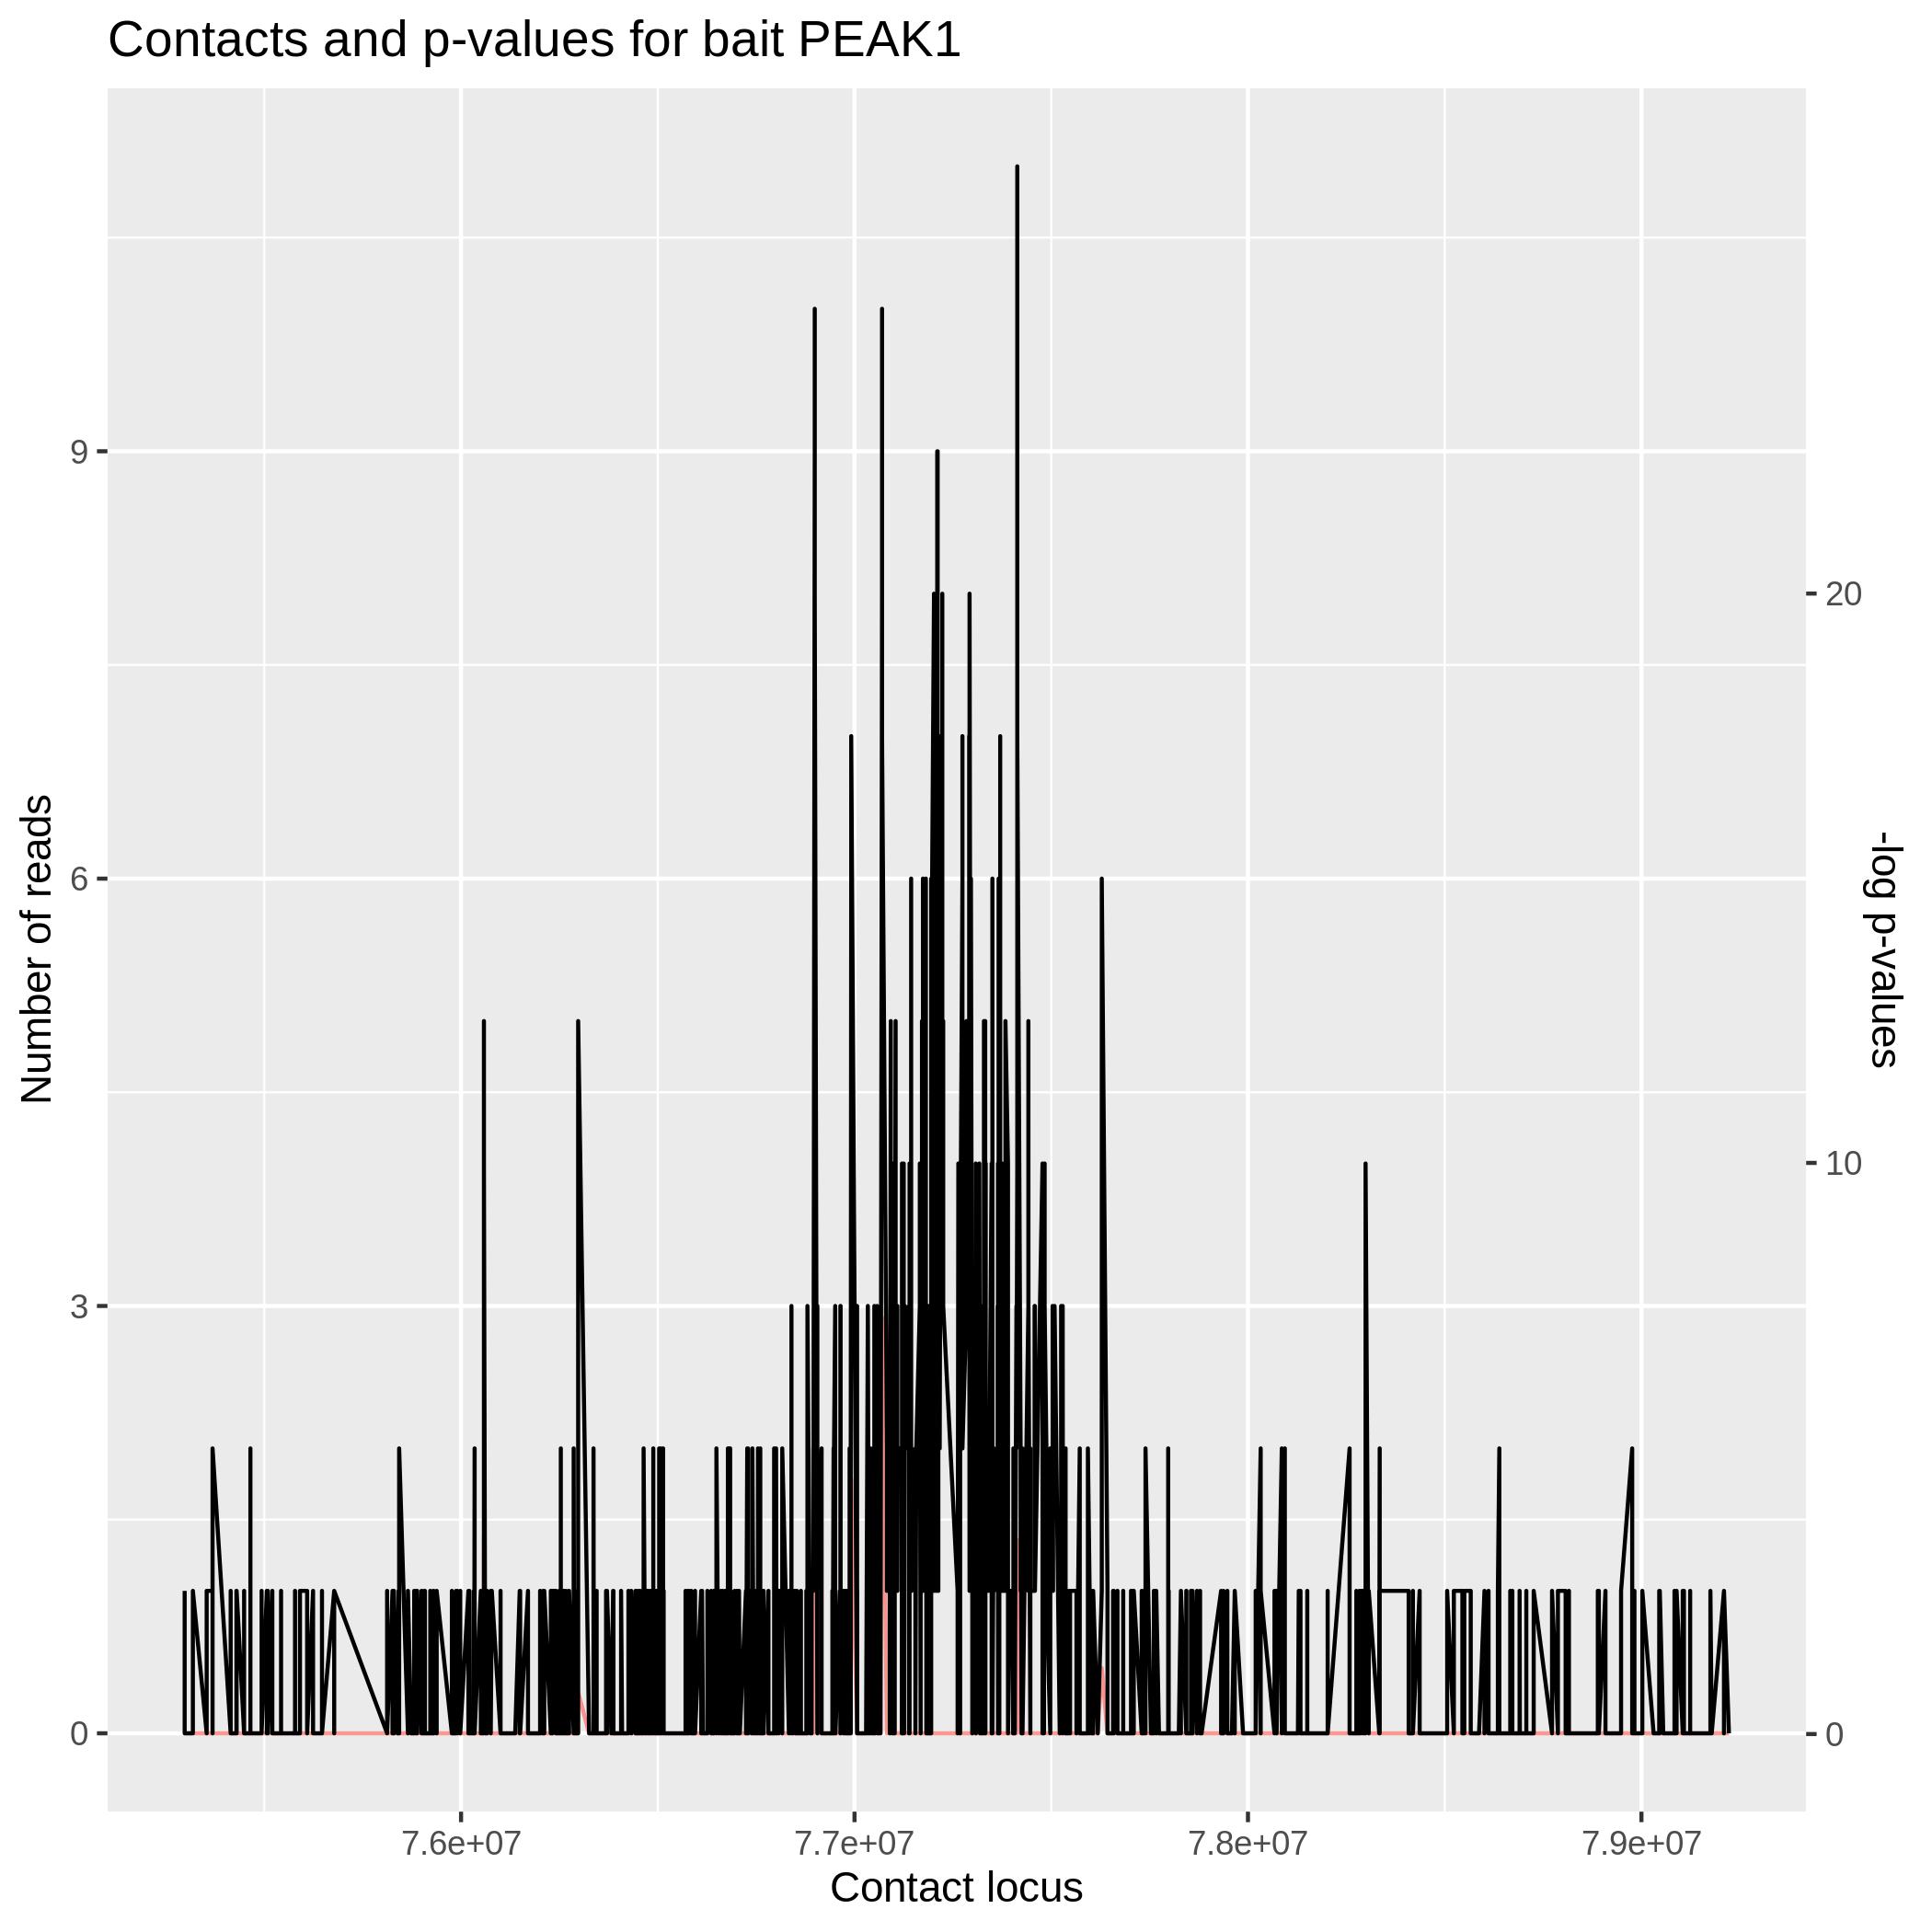 Contacts and p-values for bait PEAK1
Number of reads
9
6
3
0
20
10
0
-log p-values
7.6e+07
7.7e+07
7.8e+07
7.9e+07
Contact locus